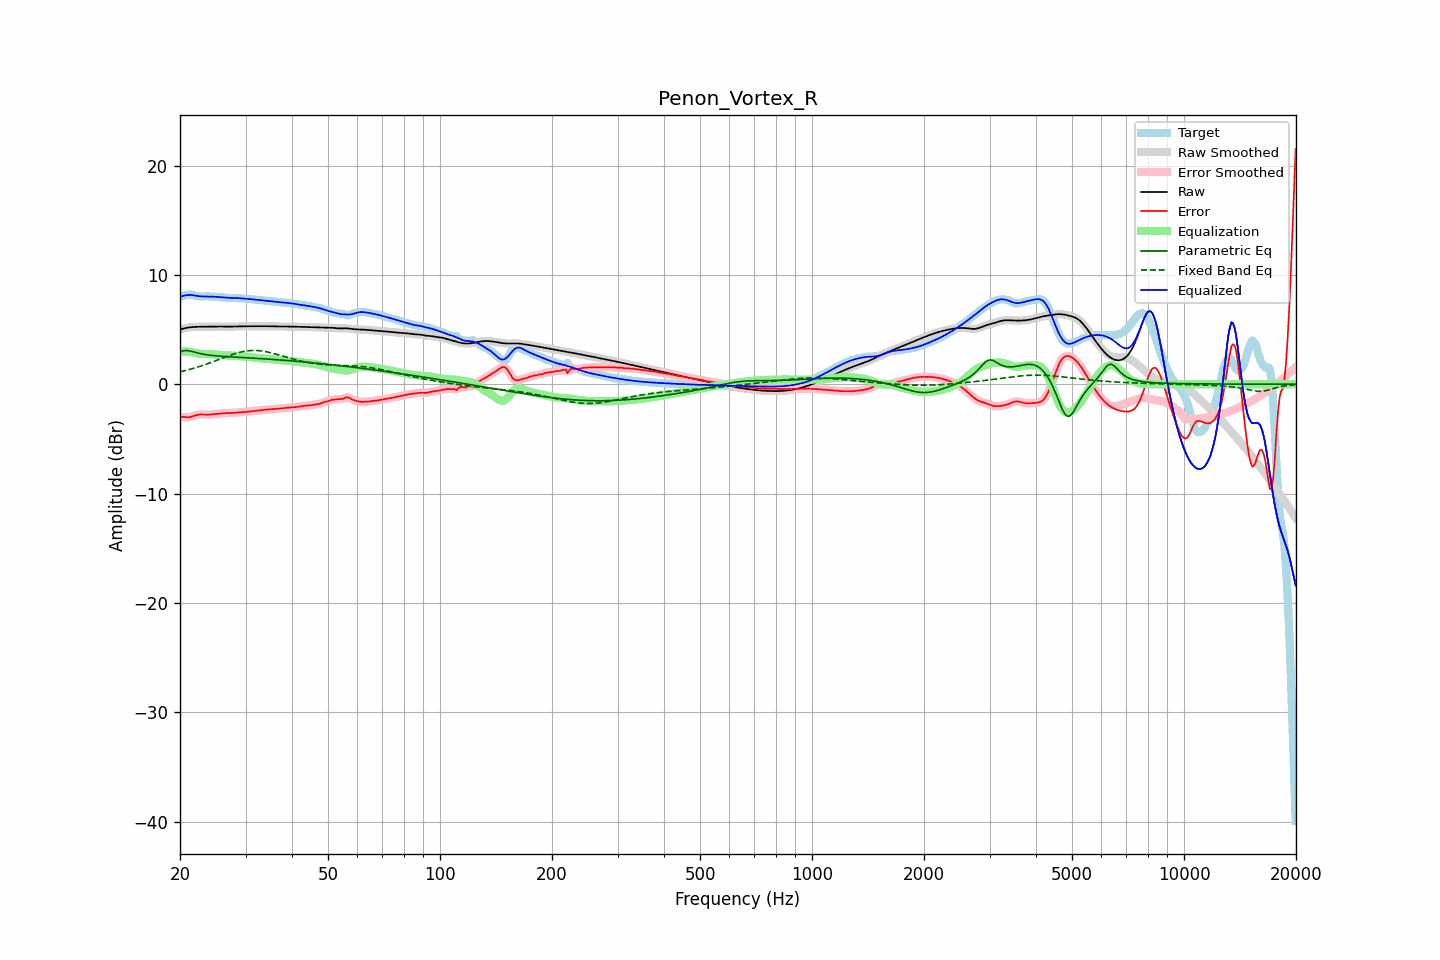 Penon_Vortex_R
Target
Raw Smoothed
Error Smoothed
Raw
Error
Equalization
Parametric Eq
Fixed Band Eq
Equalized
20
10
0
−10
−20
−30
−40
Amplitude (dBr)
20 50 100 200 500 1000 2000 5000 10000 20000
Frequency (Hz)